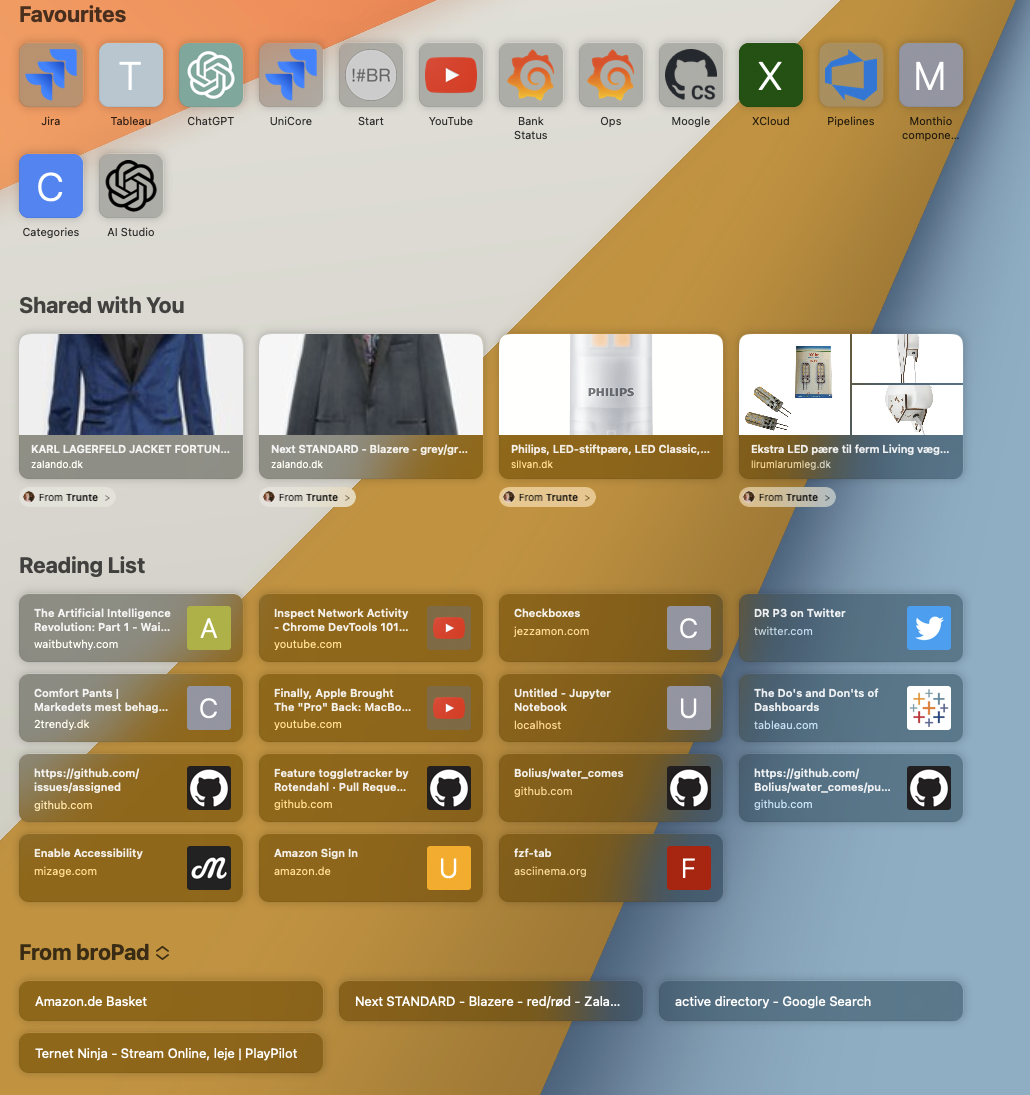 Favourites
T
!#BR
CS
X
M
Jira
Tableau
ChatGPT
UniCore
Start
YouTube
Bank
Status
Ops
Moogle
XCloud
Pipelines
Monthio
compone...
C
Categories
AI Studio
Shared with You
PHILIPS
KARL LAGERFELD JACKET FORTUN...
zalando.dk
Next STANDARD - Blazere - grey/gr...
zalando.dk
Philips, LED-stiftpære, LED Classic,...
silvan.dk
Ekstra LED pære til ferm Living væg...
lirumlarumleg.dk
From Trunte >
From Trunte >
From Trunte >
From Trunte >
Reading List
The Artificial Intelligence
Revolution: Part 1 - Wai...
waitbutwhy.com
A
Inspect Network Activity
- Chrome DevTools 101...
youtube.com
Checkboxes
jezzamon.com
C
DR P3 on Twitter
twitter.com
Comfort Pants |
Markedets mest behag...
2trendy.dk
C
Finally, Apple Brought
The "Pro" Back: MacBo...
youtube.com
Untitled - Jupyter
Notebook
localhost
U
The Do's and Don'ts of
Dashboards
tableau.com
https://github.com/
issues/assigned
github.com
Feature toggletracker by
Rotendahl · Pull Reque...
github.com
Bolius/water_comes
github.com
https://github.com/
Bolius/water_comes/pu...
github.com
Enable Accessibility
mizage.com
M
Amazon Sign In
amazon.de
U
fzf-tab
asciinema.org
F
From broPad
Amazon.de Basket
Next STANDARD - Blazere - red/rød - Zala...
active directory - Google Search
Ternet Ninja - Stream Online, leje | PlayPilot